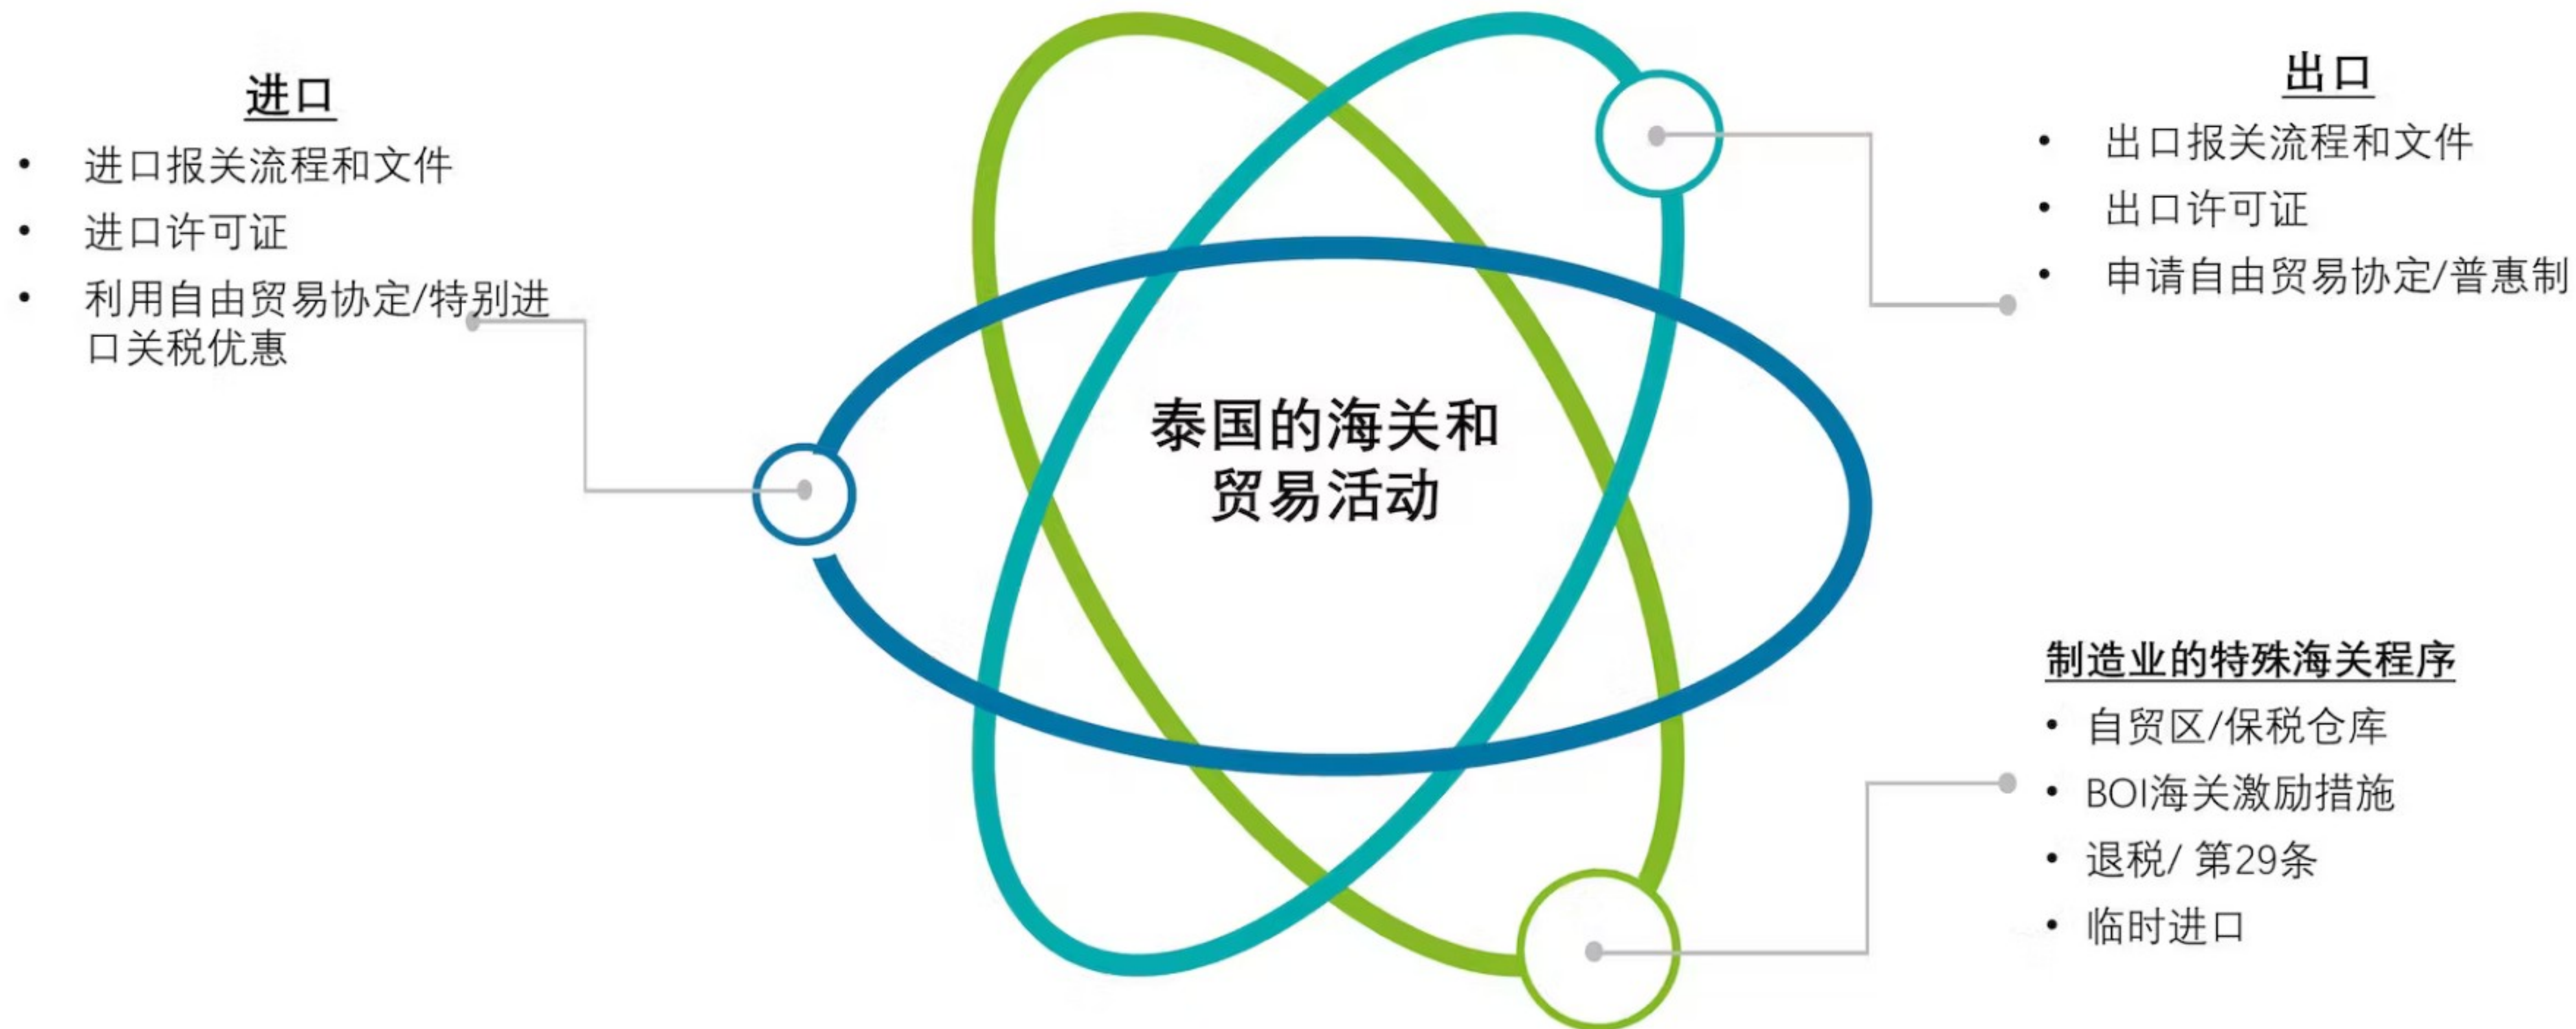 进口
• 进口报关流程和文件
• 进口许可证
• 利用自由贸易协定/特别进
口关税优惠
泰国的海关和
贸易活动
出口
• 出口报关流程和文件
• 出口许可证
• 申请自由贸易协定/普惠制
制造业的特殊海关程序
• 自贸区/保税仓库
• BOI海关激励措施
• 退税/ 第29条
• 临时进口